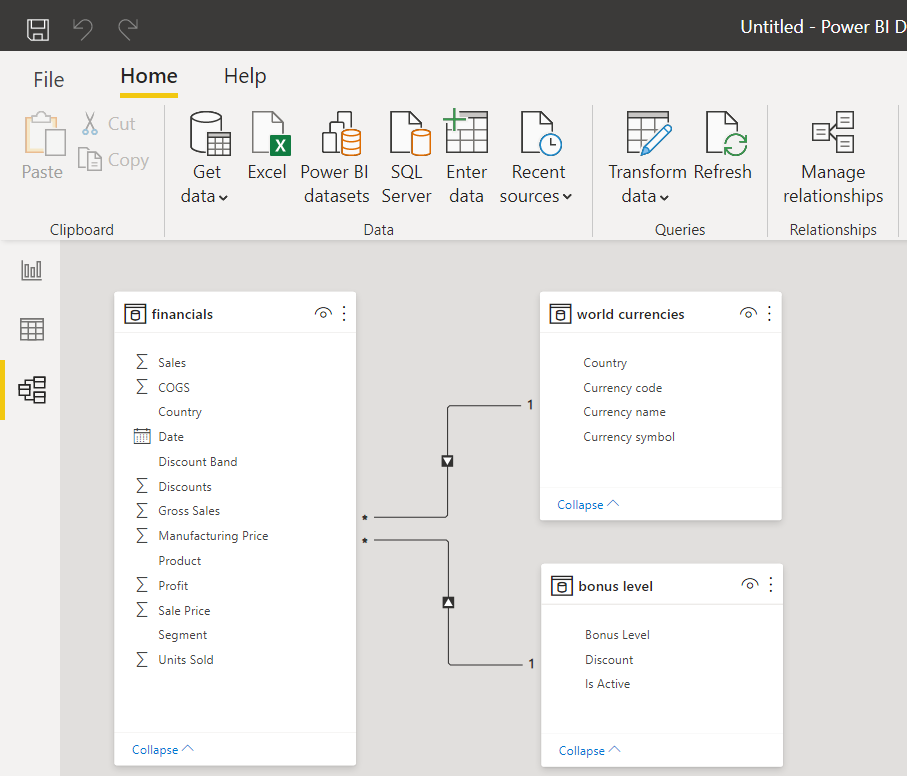 Untitled - Power BI D
File
Home
Help
Paste
Cut
Copy
Clipboard
Get data
Excel
Power BI datasets
SQL Server
Enter data
Recent sources
Data
Transform data
Refresh
Queries
Manage relationships
Relationships
financials
Sales
COGS
Country
Date
Discount Band
Discounts
Gross Sales
Manufacturing Price
Product
Profit
Sale Price
Segment
Units Sold
Collapse
*
*
1
1
world currencies
Country
Currency code
Currency name
Currency symbol
Collapse
bonus level
Bonus Level
Discount
Is Active
Collapse